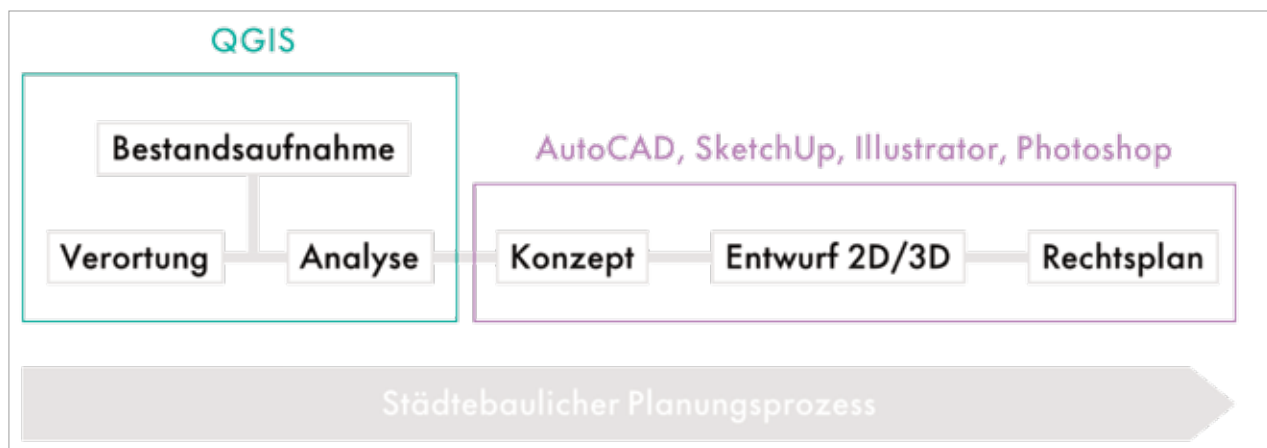 QGIS
Bestandsaufnahme
AutoCAD, SketchUp, Illustrator, Photoshop
Verortung
Analyse
Konzept
Entwurf 2D/3D
Rechtsplan
Städtebaulicher Planungsprozess